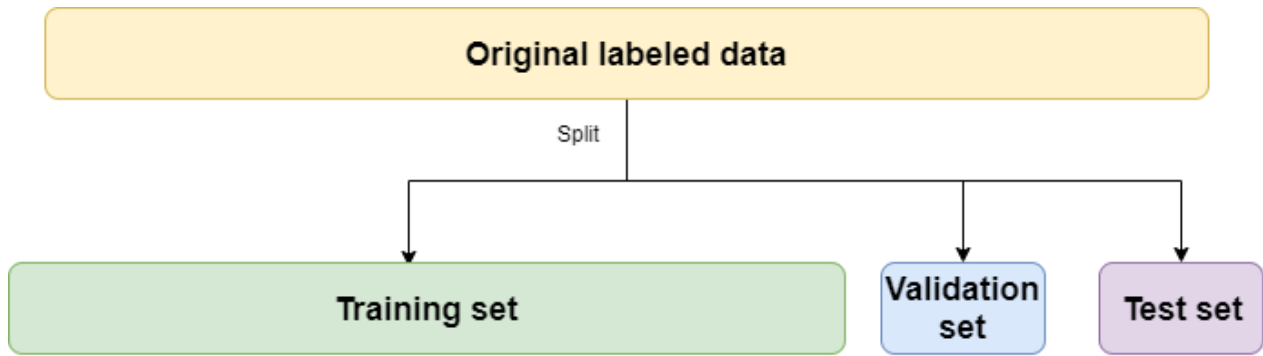 Original labeled data
Split
Training set
Validation
set
Test set